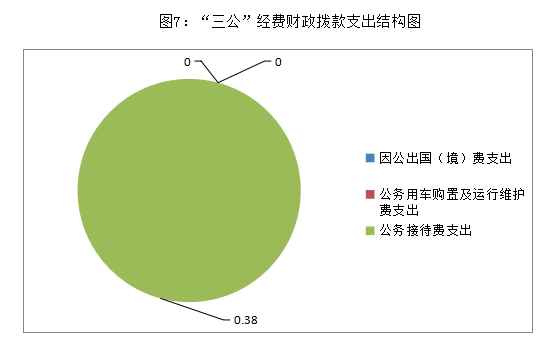 图7：“三公”经费财政拨款支出结构图
0
0
因公出国（境）费支出
公务用车购置及运行维护
费支出
公务接待费支出
0.38